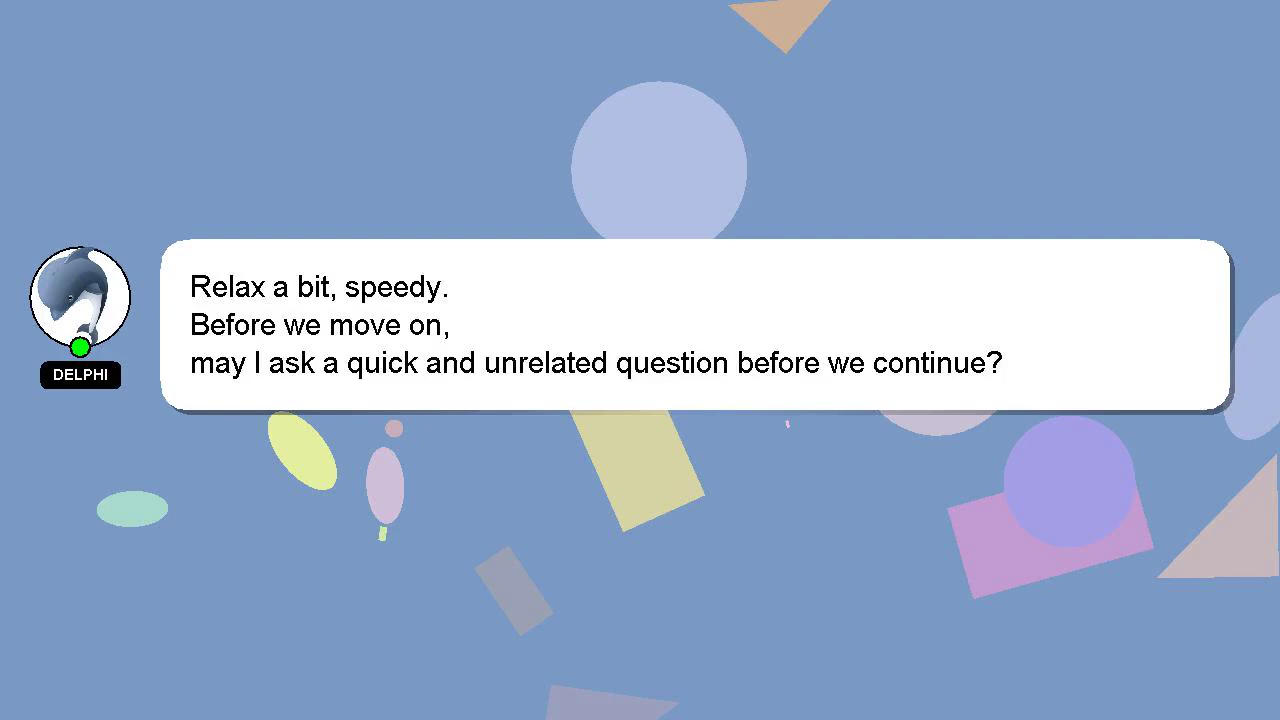 Relax a bit, speedy.
Before we move on,
may I ask a quick and unrelated question before we continue?
DELPHI